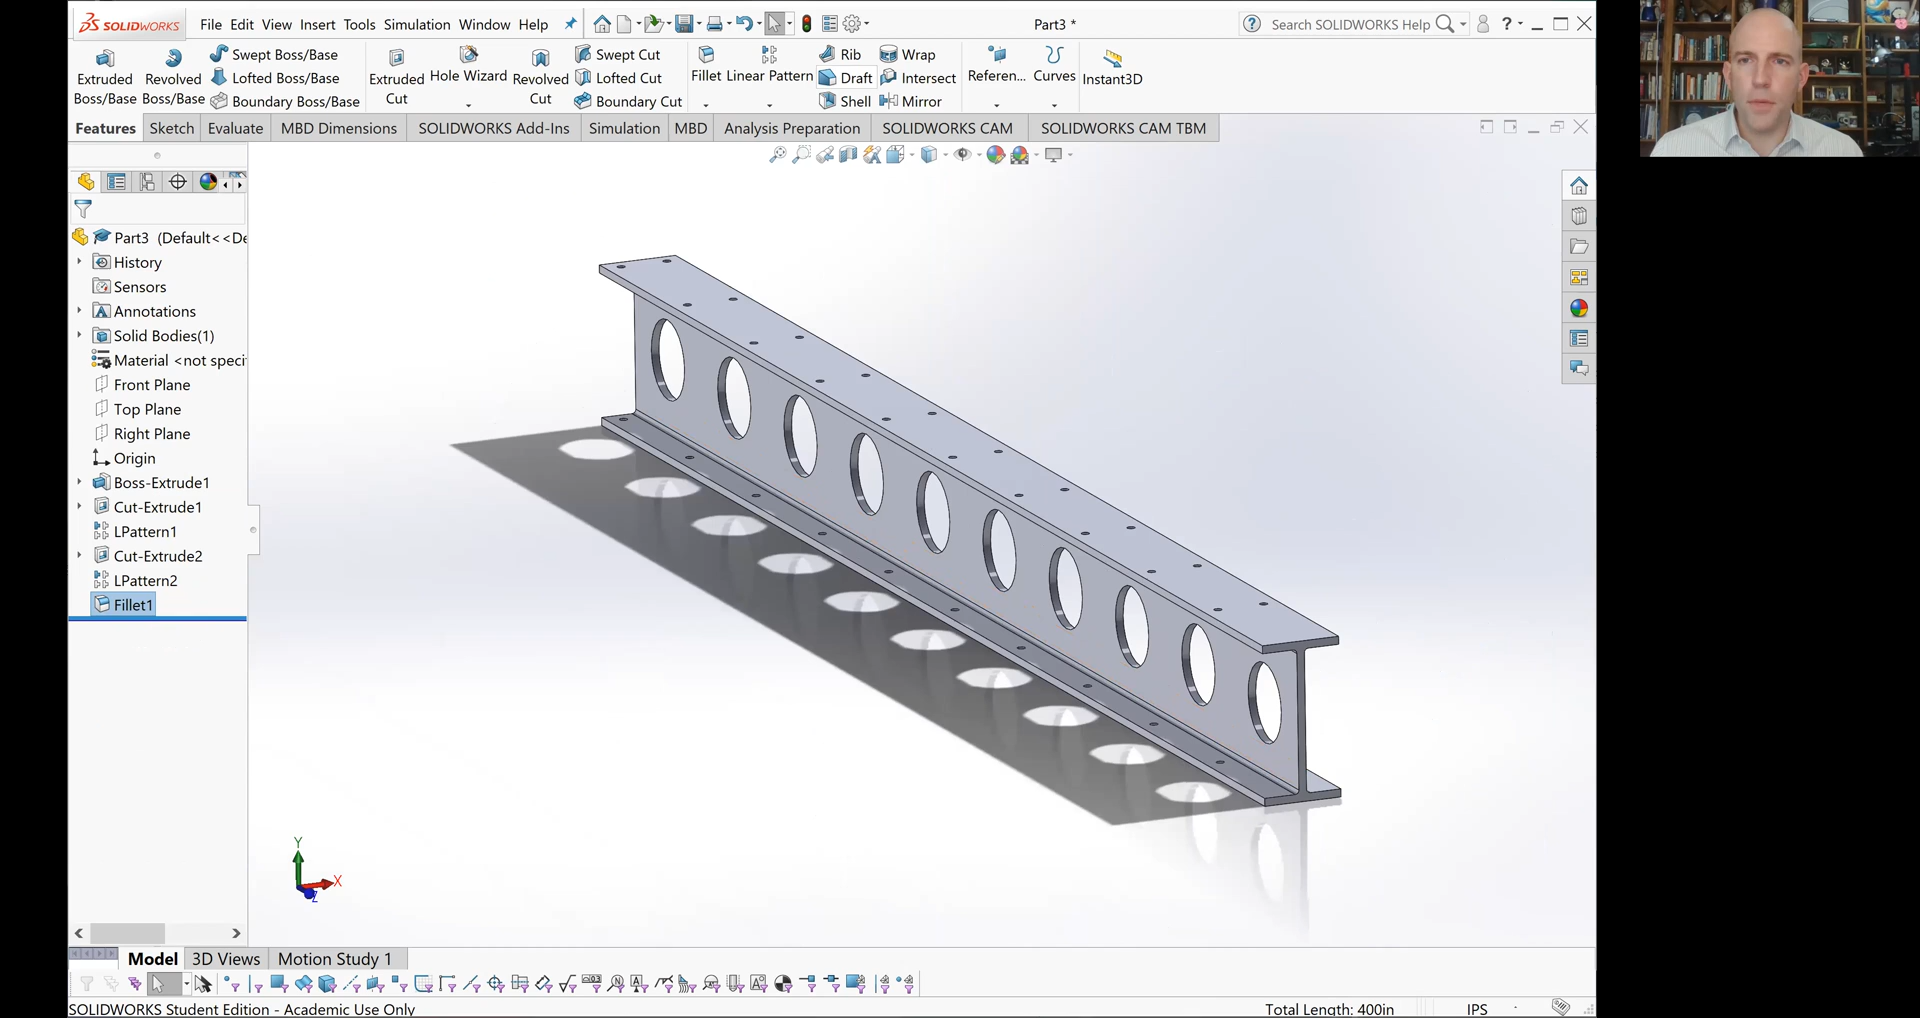 SOLIDWORKS File Edit View Insert Tools Simulation Window Help Part3 * Search SOLIDWORKS Help ?
Extruded Boss/Base
Revolved Boss/Base
Swept Boss/Base
Lofted Boss/Base
Boundary Boss/Base
Extruded Cut
Hole Wizard
Revolved Cut
Swept Cut
Lofted Cut
Boundary Cut
Fillet
Linear Pattern
Rib
Draft
Shell
Wrap
Intersect
Mirror
Referen...
Curves
Instant3D
Features Sketch Evaluate MBD Dimensions SOLIDWORKS Add-Ins Simulation MBD Analysis Preparation SOLIDWORKS CAM SOLIDWORKS CAM TBM
Part3 (Default<<De
History
Sensors
Annotations
Solid Bodies(1)
Material <not speci
Front Plane
Top Plane
Right Plane
Origin
Boss-Extrude1
Cut-Extrude1
LPattern1
Cut-Extrude2
LPattern2
Fillet1
Y
X
Z
Model 3D Views Motion Study 1
SOLIDWORKS Student Edition - Academic Use Only Total Length: 400in IPS